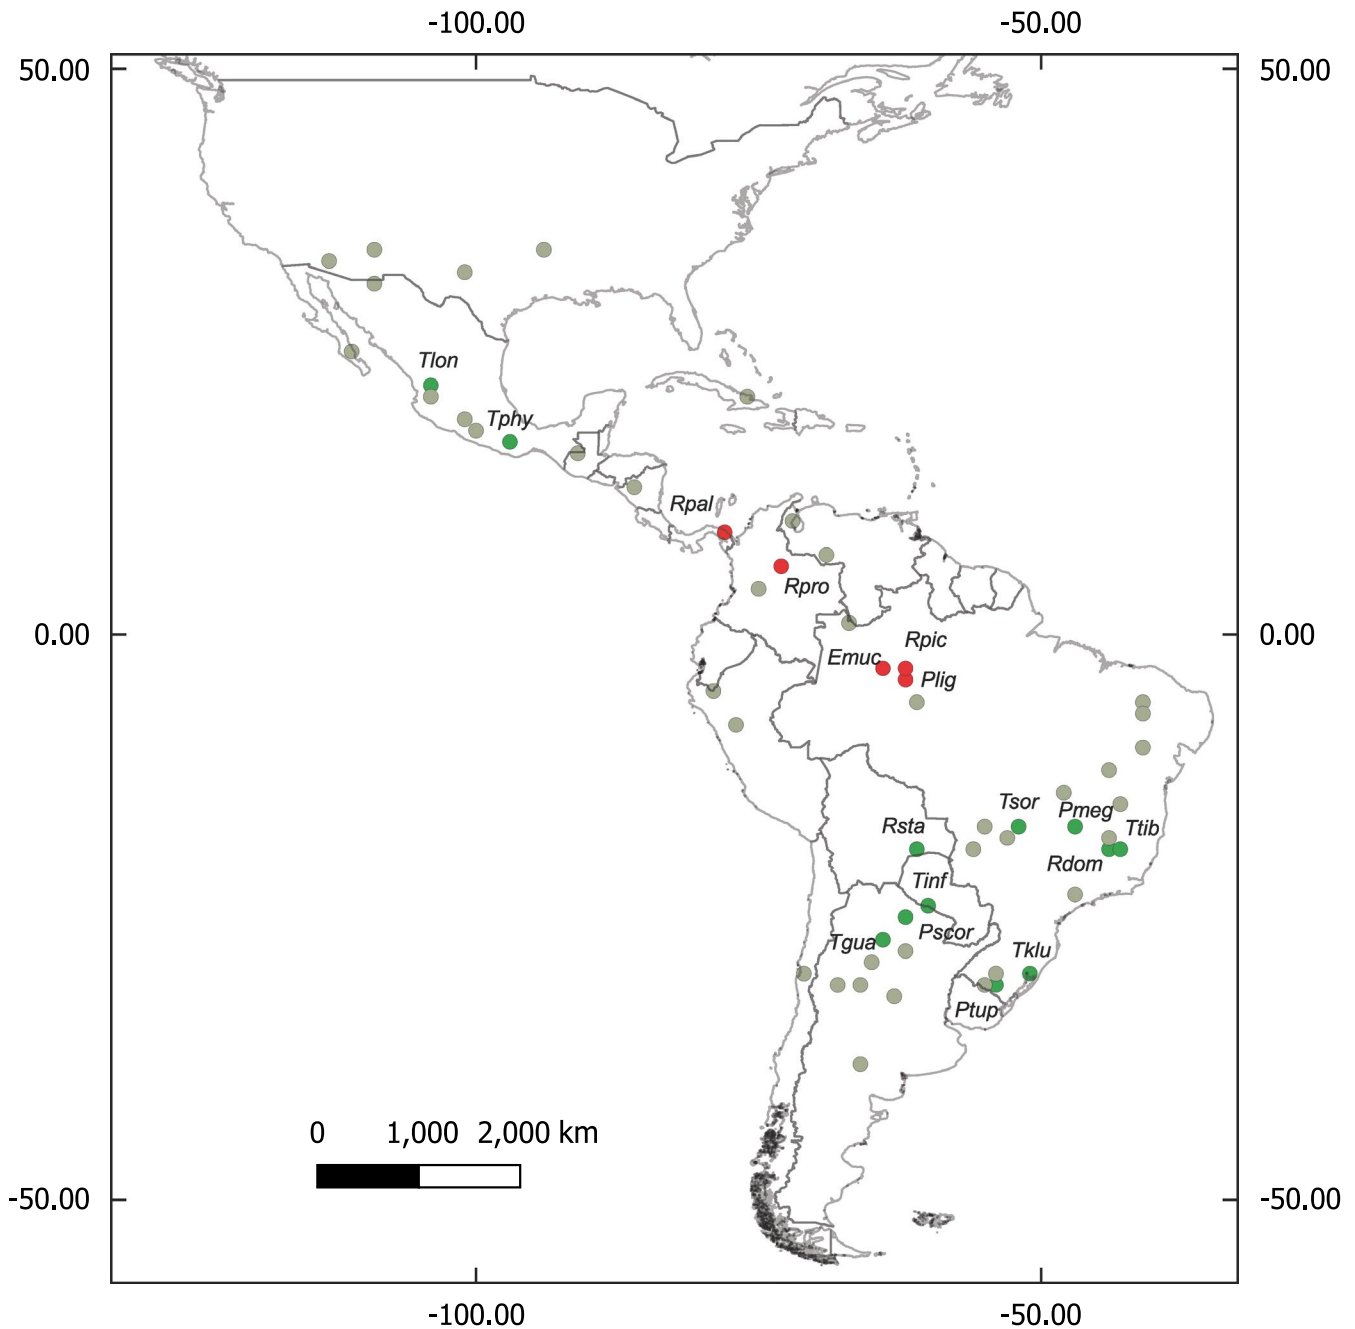 -100.00 -50.00
50.00 50.00
Tlon
Tphy
Rpal
Rpro
0.00 0.00
Rpic
Emuc
Plig
Tsor
Pmeg
Rsta
Ttib
Rdom
Tinf
Pscor
Tgua
Tklu
Ptup
0 1,000 2,000 km
-50.00 -50.00
-100.00 -50.00